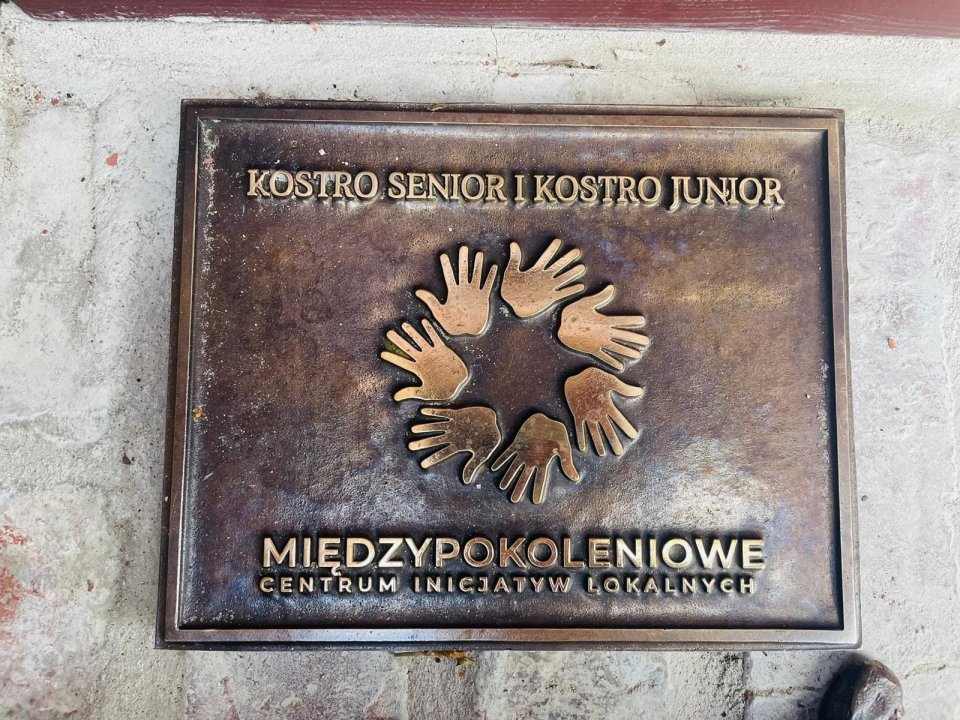 KOSTRO SENIOR I KOSTRO JUNIOR
MIĘDZYPOKOLENIOWE
CENTRUM INICJATYW LOKALNYCH